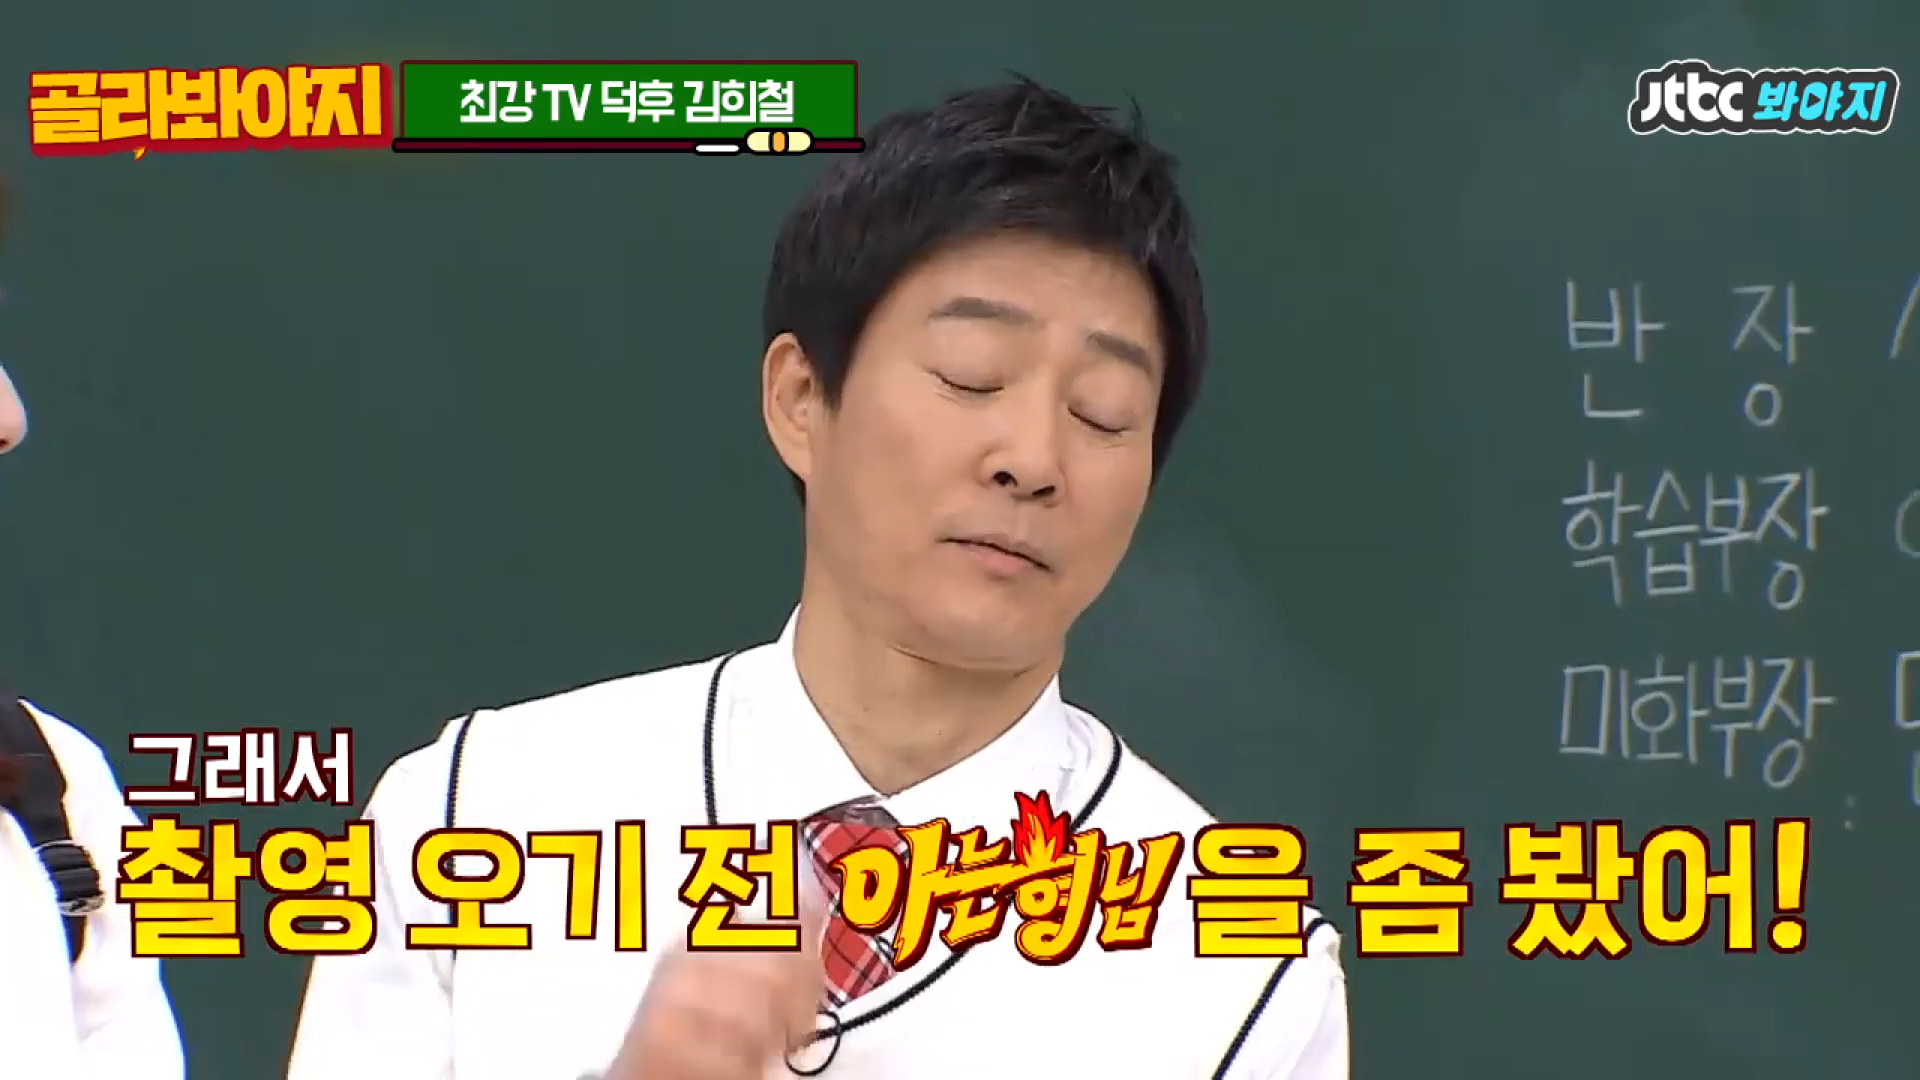 골라봐야지
최강 TV 덕후 김희철
Jtbc 봐야지
반 장
학습부장
미화부장
그래서
촬영 오기 전 아는형님을 좀 봤어!